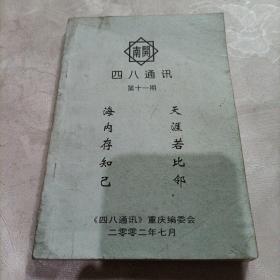 南開
四八通讯
第十一期
海内存知己
天涯若比邻
《四八通讯》重庆编委会
二零零二年七月